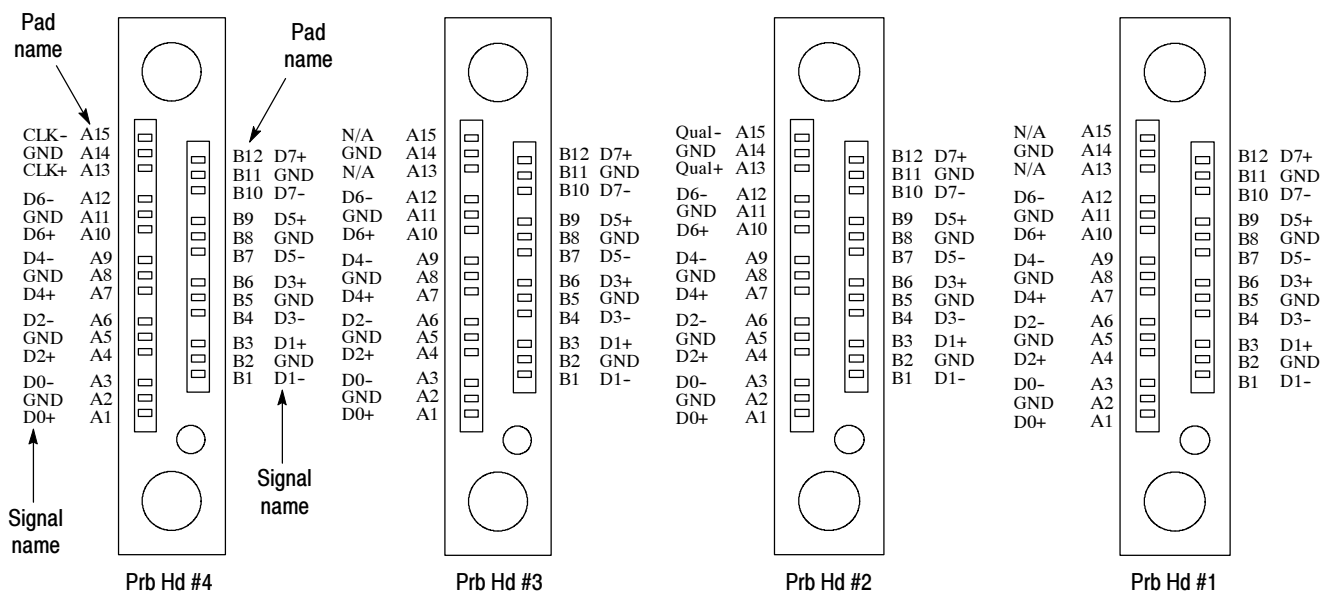 Pad
name
Pad
name
CLK- A15
GND A14
CLK+ A13
D6- A12
GND A11
D6+ A10
D4- A9
GND A8
D4+ A7
D2- A6
GND A5
D2+ A4
D0- A3
GND A2
D0+ A1
B12 D7+
B11 GND
B10 D7-
B9 D5+
B8 GND
B7 D5-
B6 D3+
B5 GND
B4 D3-
B3 D1+
B2 GND
B1 D1-
Signal
name
Signal
name
Prb Hd #4
N/A A15
GND A14
N/A A13
D6- A12
GND A11
D6+ A10
D4- A9
GND A8
D4+ A7
D2- A6
GND A5
D2+ A4
D0- A3
GND A2
D0+ A1
B12 D7+
B11 GND
B10 D7-
B9 D5+
B8 GND
B7 D5-
B6 D3+
B5 GND
B4 D3-
B3 D1+
B2 GND
B1 D1-
Prb Hd #3
Qual- A15
GND A14
Qual+ A13
D6- A12
GND A11
D6+ A10
D4- A9
GND A8
D4+ A7
D2- A6
GND A5
D2+ A4
D0- A3
GND A2
D0+ A1
B12 D7+
B11 GND
B10 D7-
B9 D5+
B8 GND
B7 D5-
B6 D3+
B5 GND
B4 D3-
B3 D1+
B2 GND
B1 D1-
Prb Hd #2
N/A A15
GND A14
N/A A13
D6- A12
GND A11
D6+ A10
D4- A9
GND A8
D4+ A7
D2- A6
GND A5
D2+ A4
D0- A3
GND A2
D0+ A1
B12 D7+
B11 GND
B10 D7-
B9 D5+
B8 GND
B7 D5-
B6 D3+
B5 GND
B4 D3-
B3 D1+
B2 GND
B1 D1-
Prb Hd #1